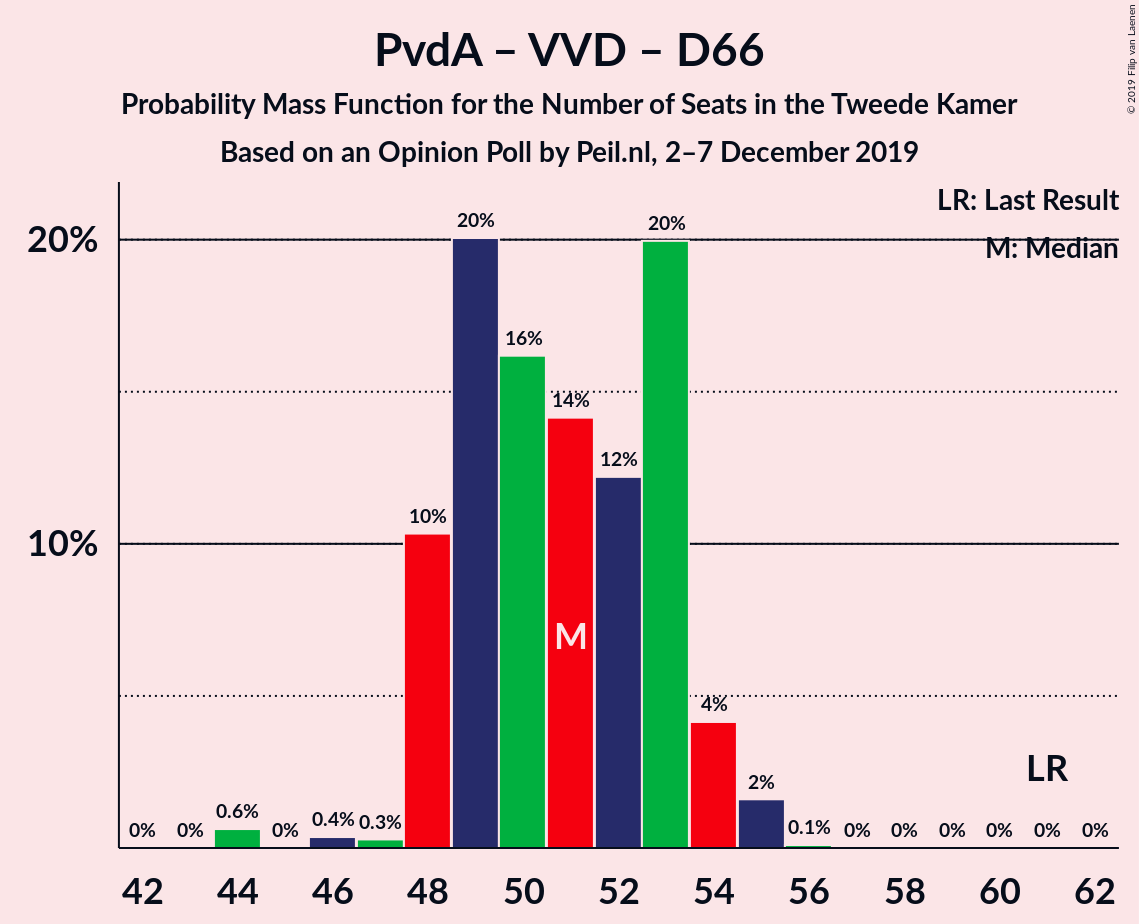 PvdA – VVD – D66
Probability Mass Function for the Number of Seats in the Tweede Kamer
Based on an Opinion Poll by Peil.nl, 2–7 December 2019
© 2019 Filip van Laenen
LR: Last Result
M: Median
20%
10%
0% 0% 0.6% 0% 0.4% 0.3% 10% 20% 16% 14% 12% 20% 4% 2% 0.1% 0% 0% 0% 0% 0% 0%
M
LR
42 44 46 48 50 52 54 56 58 60 62